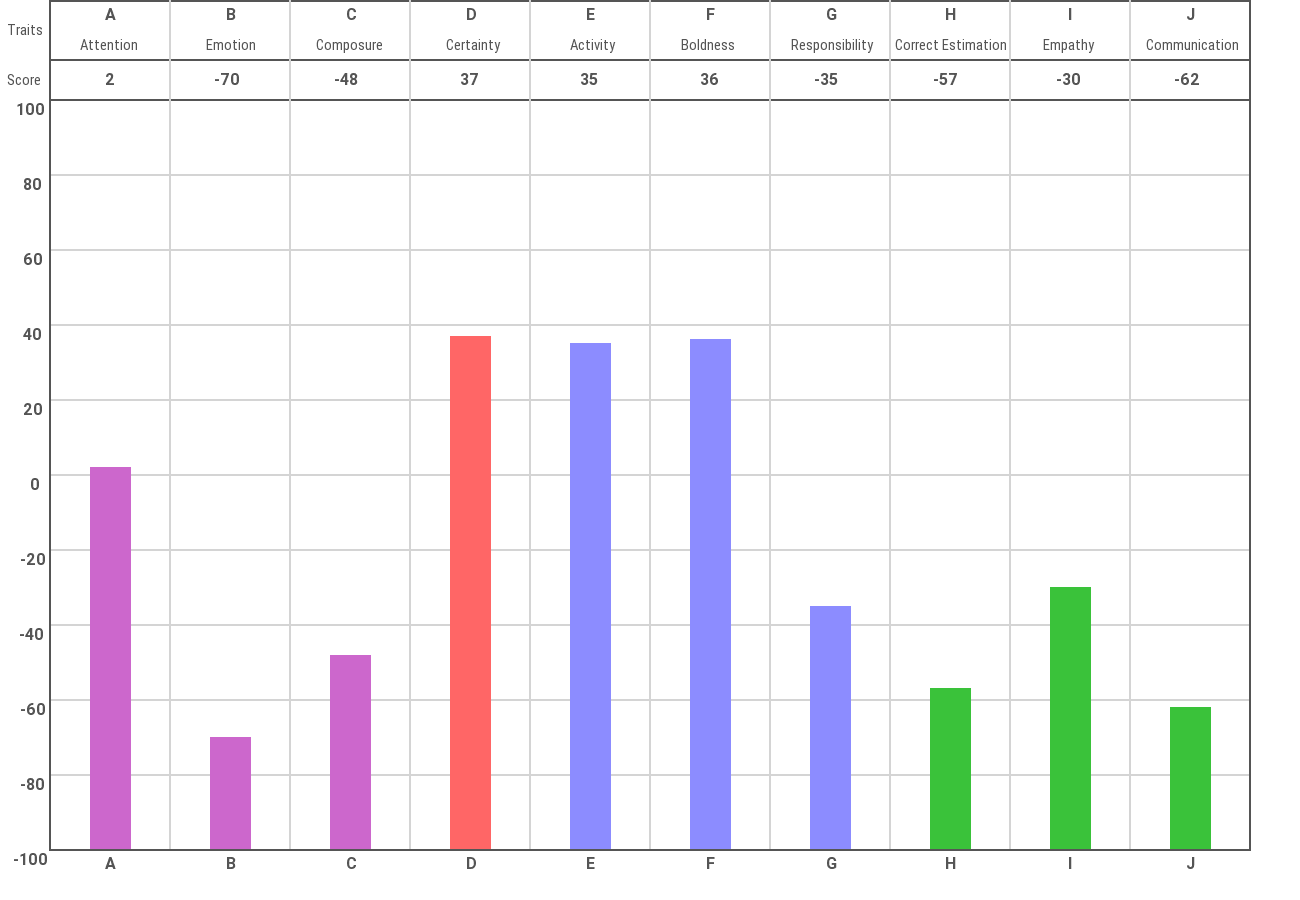 Traits A B C D E F G H I J
Attention Emotion Composure Certainty Activity Boldness Responsibility Correct Estimation Empathy Communication
Score 2 -70 -48 37 35 36 -35 -57 -30 -62
100
80
60
40
20
0
-20
-40
-60
-80
-100
A B C D E F G H I J